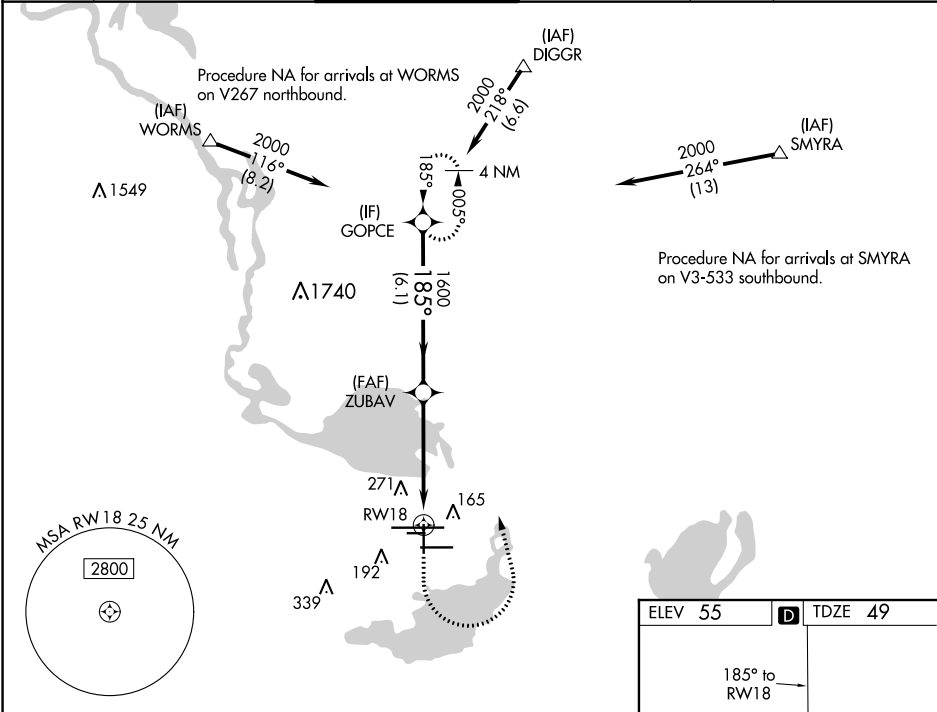 (IAF)
DIGGR
Procedure NA for arrivals at WORMS
on V267 northbound.
2000
218°
(6.6)
(IAF)
WORMS
2000
116°
(8.2)
(IAF)
SMYRA
2000
264°
(13)
185°
4 NM
005°
1549
(IF)
GOPCE
Procedure NA for arrivals at SMYRA
on V3-533 southbound.
1740
1600
185°
(6.1)
(FAF)
ZUBAV
271
165
RW18
MSA RW18 25 NM
2800
192
339
ELEV 55
D
TDZE 49
185° to
RW18